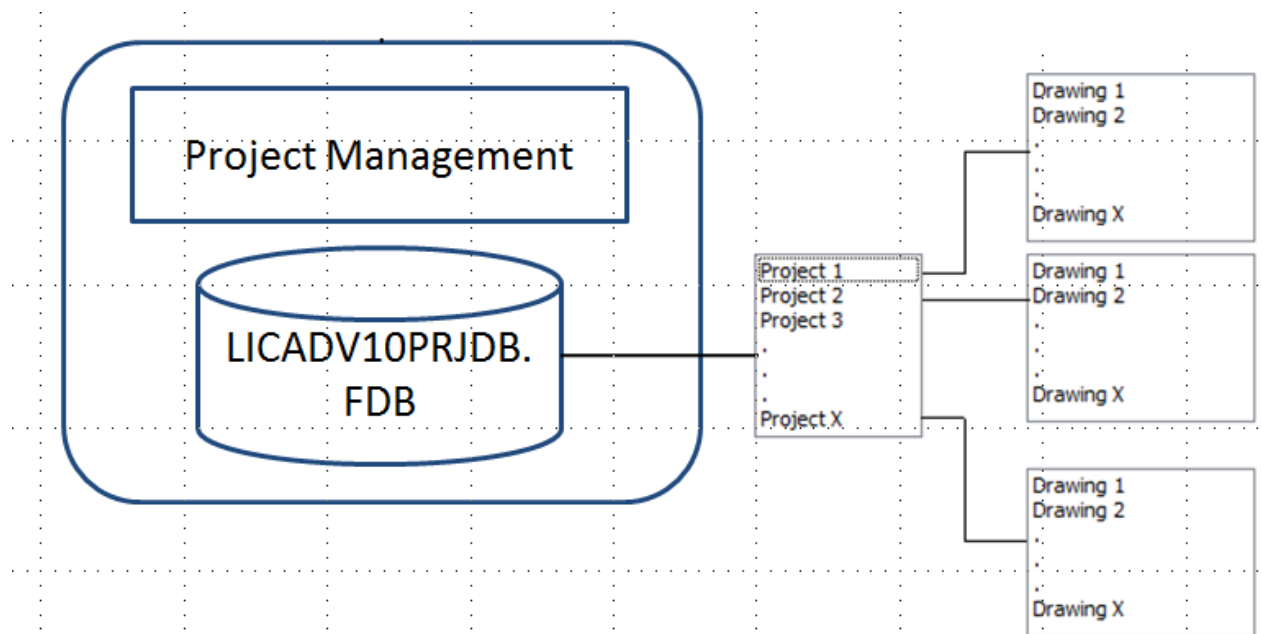 Project Management
LICADV10PRJDB.
FDB
Project 1
Project 2
Project 3
.
.
.
Project X
Drawing 1
Drawing 2
.
.
.
Drawing X
Drawing 1
Drawing 2
.
.
.
Drawing X
Drawing 1
Drawing 2
.
.
.
Drawing X